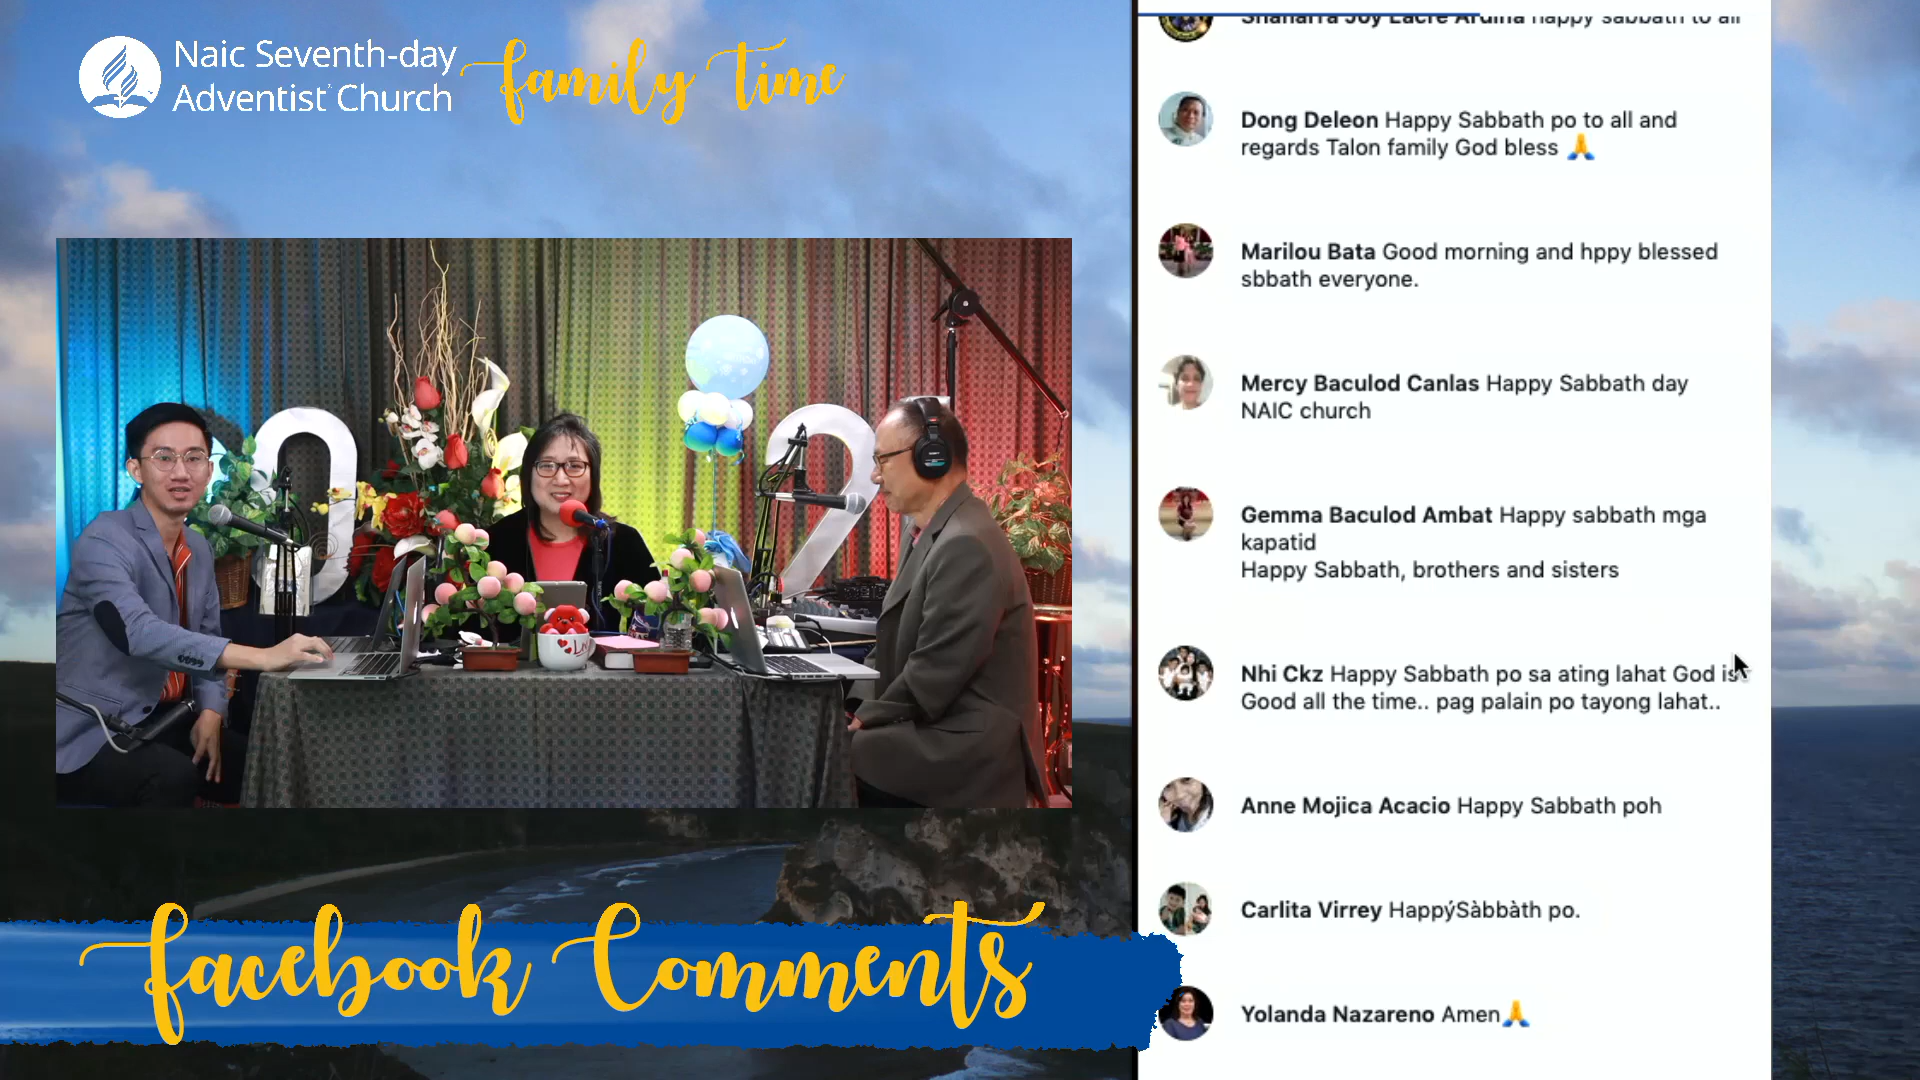 Naic Seventh-day
Adventist Church
family time
happy sabbath to all
Dong Deleon Happy Sabbath po to all and
regards Talon family God bless 🙏
Marilou Bata Good morning and hppy blessed
sbbath everyone.
Mercy Baculod Canlas Happy Sabbath day
NAIC church
Gemma Baculod Ambat Happy sabbath mga
kapatid
Happy Sabbath, brothers and sisters
Nhi Ckz Happy Sabbath po sa ating lahat God is
Good all the time.. pag palain po tayong lahat..
Anne Mojica Acacio Happy Sabbath poh
Carlita Virrey HappýSàbbàth po.
Yolanda Nazareno Amen🙏
facebook Comments